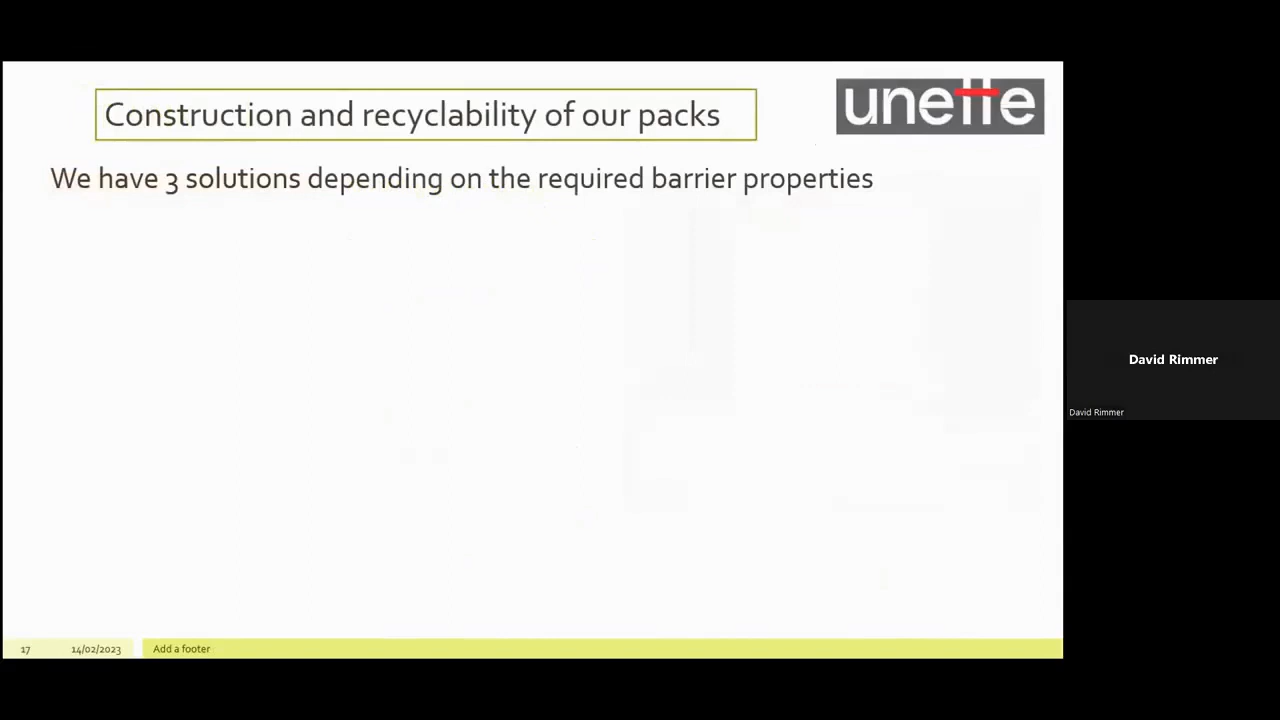 Construction and recyclability of our packs
unette
We have 3 solutions depending on the required barrier properties
David Rimmer
David Rimmer
17 14/02/2023 Add a footer